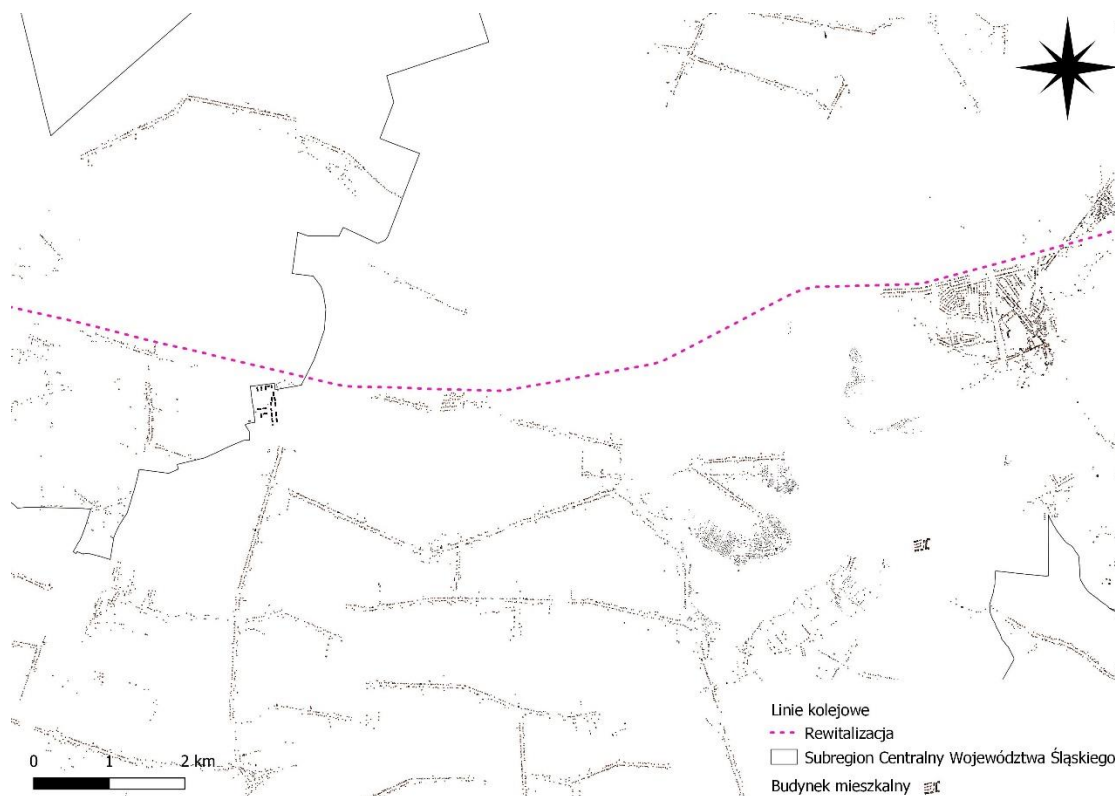 Linie kolejowe
Rewitalizacja
Subregion Centralny Województwa Śląskiego
Budynek mieszkalny
0 1 2 km